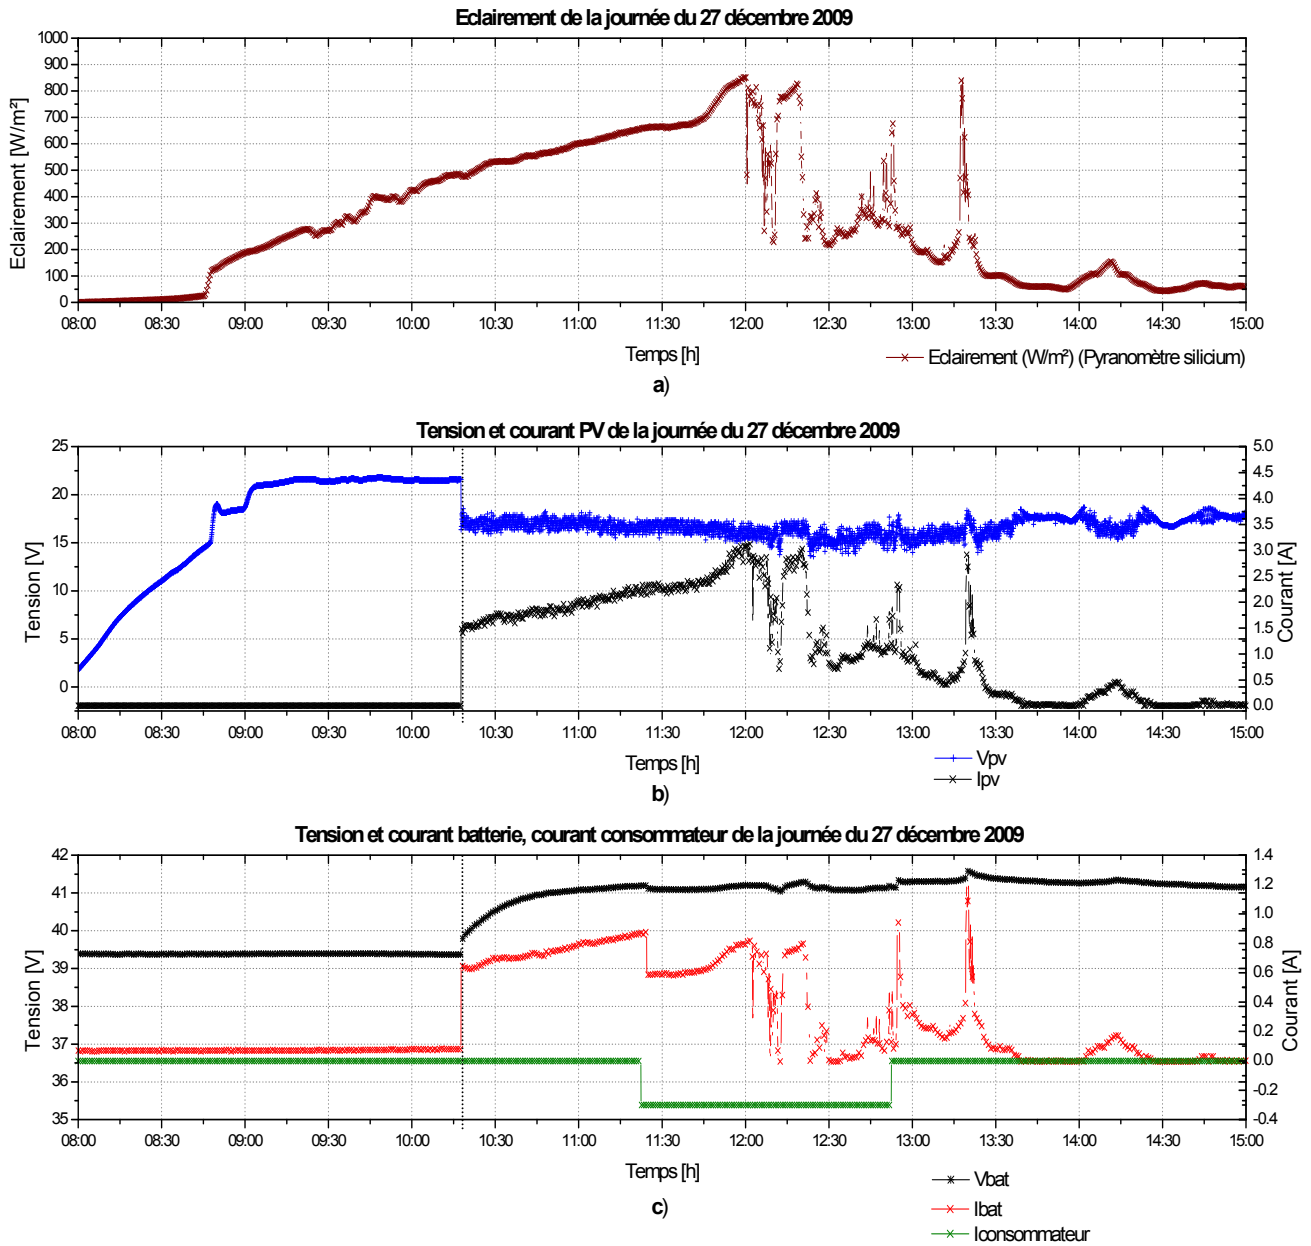 Eclairement de la journée du 27 décembre 2009
1000
900
800
700
600
500
400
300
200
100
0
Eclairement [W/m²]
08:00 08:30 09:00 09:30 10:00 10:30 11:00 11:30 12:00 12:30 13:00 13:30 14:00 14:30 15:00
Temps [h]
Eclairement (W/m²) (Pyranomètre silicium)
a)
Tension et courant PV de la journée du 27 décembre 2009
25
20
15
10
5
0
Tension [V]
5.0
4.5
4.0
3.5
3.0
2.5
2.0
1.5
1.0
0.5
0.0
Courant [A]
08:00 08:30 09:00 09:30 10:00 10:30 11:00 11:30 12:00 12:30 13:00 13:30 14:00 14:30 15:00
Temps [h]
Vpv
Ipv
b)
Tension et courant batterie, courant consommateur de la journée du 27 décembre 2009
42
41
40
39
38
37
36
35
Tension [V]
1.4
1.2
1.0
0.8
0.6
0.4
0.2
0.0
-0.2
-0.4
Courant [A]
08:00 08:30 09:00 09:30 10:00 10:30 11:00 11:30 12:00 12:30 13:00 13:30 14:00 14:30 15:00
Temps [h]
Vbat
Ibat
Iconsommateur
c)